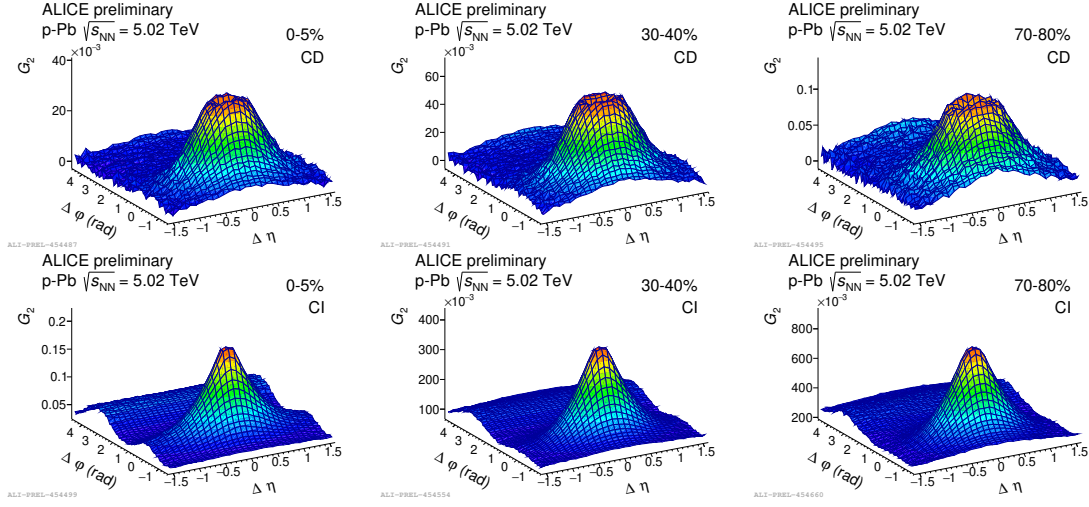 ALICE preliminary
p-Pb √s_NN = 5.02 TeV
0-5%
CD
×10⁻³
G₂
40
20
0
4 3 2 1 0 −1
Δ φ (rad)
−1.5 −1 −0.5 0 0.5 1 1.5
Δ η
ALI-PREL-454487
ALICE preliminary
p-Pb √s_NN = 5.02 TeV
30-40%
CD
×10⁻³
G₂
60
40
20
0
4 3 2 1 0 −1
Δ φ (rad)
−1.5 −1 −0.5 0 0.5 1 1.5
Δ η
ALI-PREL-454491
ALICE preliminary
p-Pb √s_NN = 5.02 TeV
70-80%
CD
G₂
0.1
0.05
0
4 3 2 1 0 −1
Δ φ (rad)
−1.5 −1 −0.5 0 0.5 1 1.5
Δ η
ALI-PREL-454495
ALICE preliminary
p-Pb √s_NN = 5.02 TeV
0-5%
CI
G₂
0.2
0.15
0.1
0.05
4 3 2 1 0 −1
Δ φ (rad)
−1.5 −1 −0.5 0 0.5 1 1.5
Δ η
ALI-PREL-454499
ALICE preliminary
p-Pb √s_NN = 5.02 TeV
30-40%
CI
×10⁻³
G₂
400
300
200
100
4 3 2 1 0 −1
Δ φ (rad)
−1.5 −1 −0.5 0 0.5 1 1.5
Δ η
ALI-PREL-454554
ALICE preliminary
p-Pb √s_NN = 5.02 TeV
70-80%
CI
×10⁻³
G₂
800
600
400
200
4 3 2 1 0 −1
Δ φ (rad)
−1.5 −1 −0.5 0 0.5 1 1.5
Δ η
ALI-PREL-454660